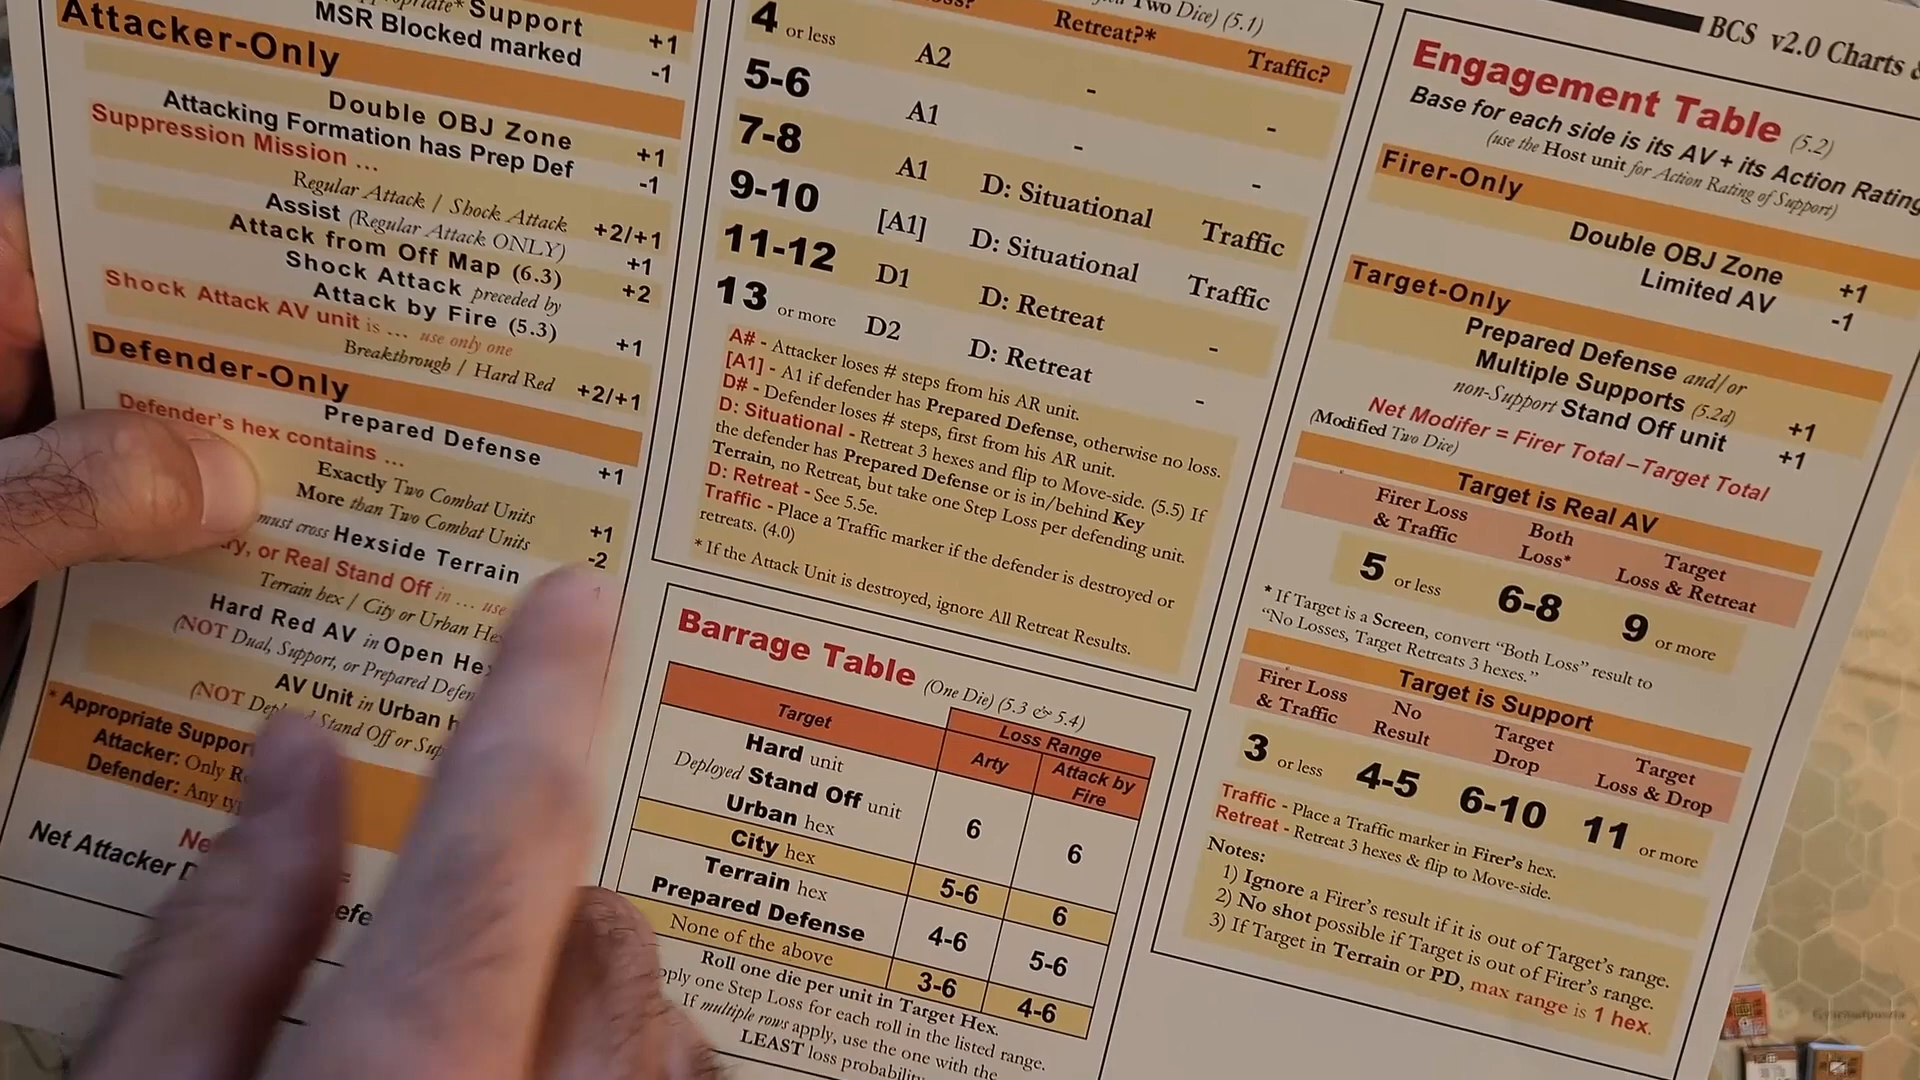 Support +1
MSR Blocked marked -1
Attacker-Only
Double OBJ Zone +1
Attacking Formation has Prep Def -1
Suppression Mission ...
Regular Attack / Shock Attack +2/+1
Assist (Regular Attack ONLY) +1
Attack from Off Map (6.3) +2
Shock Attack preceded by
Attack by Fire (5.3) +1
Shock Attack AV unit is ... use only one
Breakthrough / Hard Red +2/+1
Defender-Only
Prepared Defense +1
Defender's hex contains ...
Exactly Two Combat Units +1
More than Two Combat Units -2
must cross Hexside Terrain
or Real Stand Off in ... use
Terrain hex / City or Urban
Hard Red AV in Open
(NOT Dual, Support, or Prepared
AV Unit in Urban
(NOT Stand Off or
* Appropriate
Attacker: Only
Defender: Any
Net Attacker
=
Two Dice) (5.1)
Retreat?* Traffic?
4 or less A2 - -
5-6 A1 - -
7-8 A1 D: Situational Traffic
9-10 [A1] D: Situational Traffic
11-12 D1 D: Retreat -
13 or more D2 D: Retreat -
A# - Attacker loses # steps from his AR unit.
[A1] - A1 if defender has Prepared Defense, otherwise no loss.
D# - Defender loses # steps, first from his AR unit.
D: Situational - Retreat 3 hexes and flip to Move-side. (5.5) If
the defender has Prepared Defense or is in/behind Key
Terrain, no Retreat, but take one Step Loss per defending unit.
D: Retreat - See 5.5e.
Traffic - Place a Traffic marker if the defender is destroyed or
retreats. (4.0)
* If the Attack Unit is destroyed, ignore All Retreat Results.
Barrage Table (One Die) (5.3 & 5.4)
Target Loss Range
Arty Attack by
Fire
Hard unit
Deployed Stand Off unit
Urban hex 6 6
City hex 5-6 6
Terrain hex
Prepared Defense 4-6 5-6
None of the above 3-6 4-6
Roll one die per unit in Target Hex.
one Step Loss for each roll in the listed range.
If multiple rows apply, use the one with the
LEAST loss
BCS v2.0 Charts
Engagement Table (5.2)
Base for each side is its AV + its Action Rating
(use the Host unit for Action Rating of Support)
Firer-Only
Double OBJ Zone +1
Limited AV -1
Target-Only
Prepared Defense and/or
Multiple Supports (5.2d) +1
non-Support Stand Off unit +1
Net Modifer = Firer Total – Target Total
(Modified Two Dice)
Target is Real AV
Firer Loss
& Traffic
Both
Loss*
Target
Loss & Retreat
5 or less 6-8 9 or more
* If Target is a Screen, convert “Both Loss” result to
“No Losses, Target Retreats 3 hexes.”
Target is Support
Firer Loss
& Traffic
No
Result
Target
Drop
Target
Loss & Drop
3 or less 4-5 6-10 11 or more
Traffic - Place a Traffic marker in Firer's hex.
Retreat - Retreat 3 hexes & flip to Move-side.
Notes:
1) Ignore a Firer's result if it is out of Target's range.
2) No shot possible if Target is out of Firer's range.
3) If Target in Terrain or PD, max range is 1 hex.